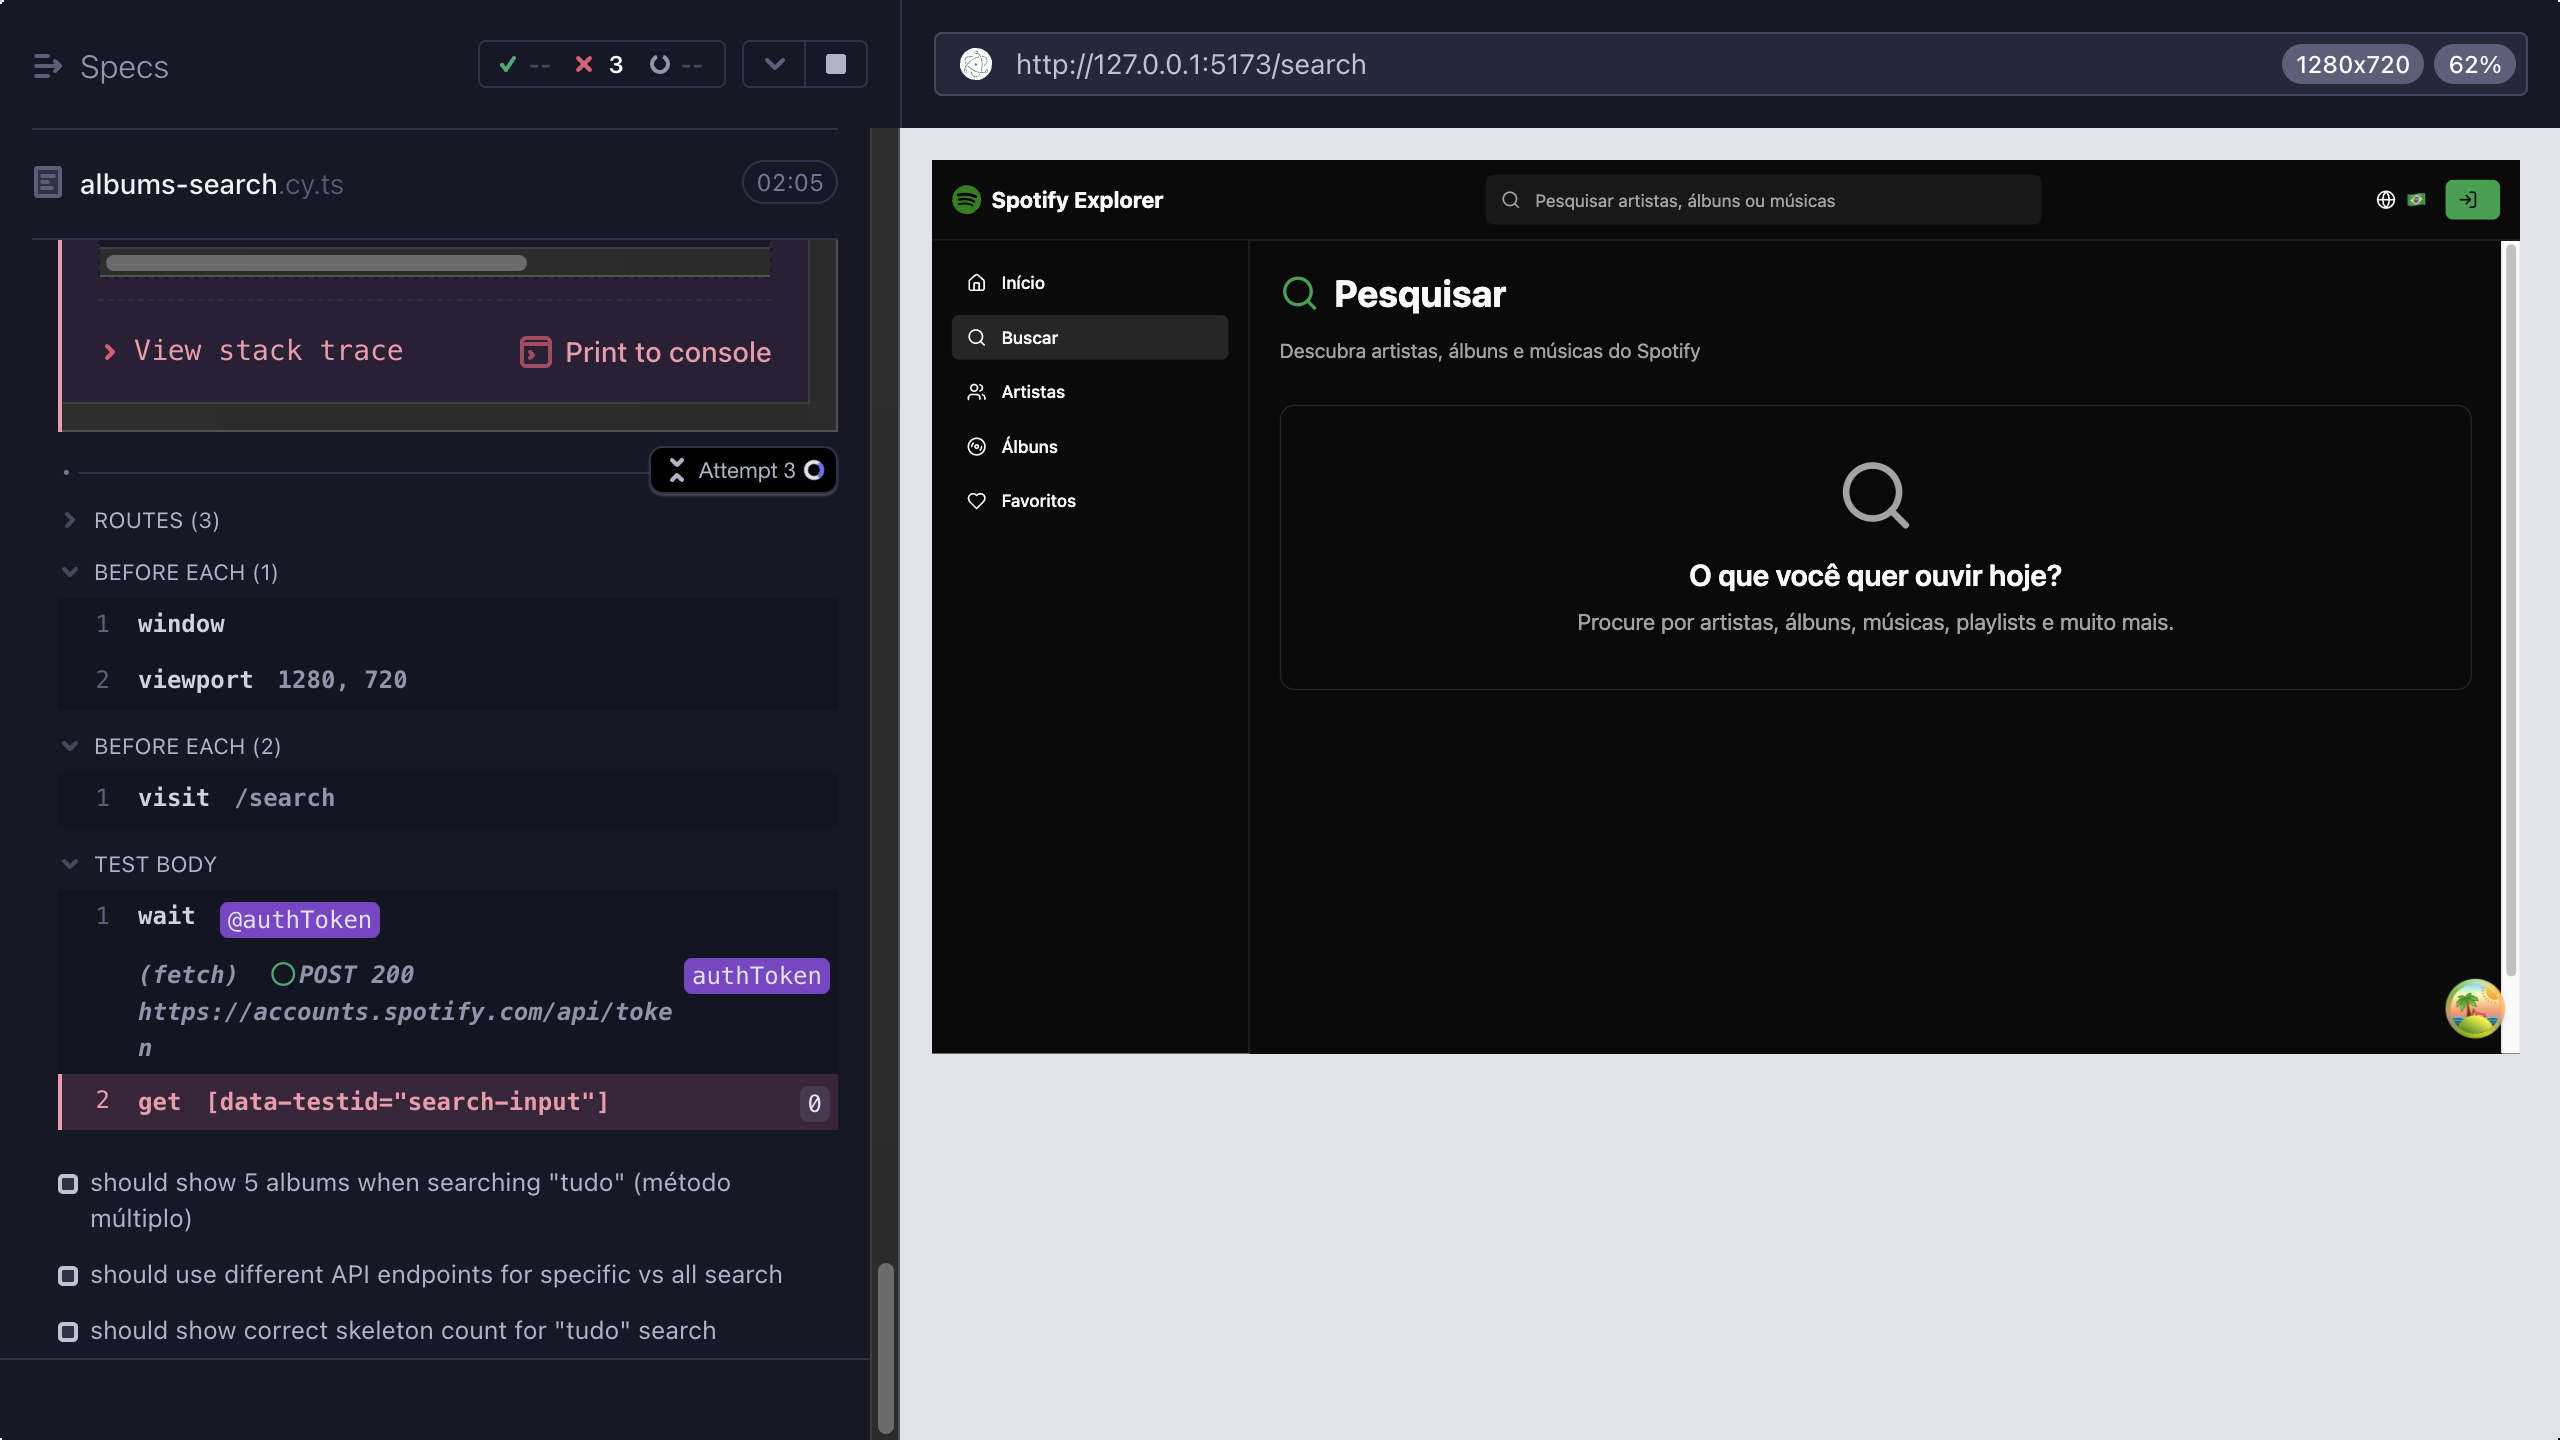 Specs
-- 3 --
albums-search.cy.ts
02:05
View stack trace
Print to console
Attempt 3
ROUTES (3)
BEFORE EACH (1)
1 window
2 viewport 1280, 720
BEFORE EACH (2)
1 visit /search
TEST BODY
1 wait @authToken
(fetch) POST 200 authToken
https://accounts.spotify.com/api/toke
n
2 get [data-testid="search-input"] 0
should show 5 albums when searching "tudo" (método
múltiplo)
should use different API endpoints for specific vs all search
should show correct skeleton count for "tudo" search
http://127.0.0.1:5173/search
1280x720
62%
Spotify Explorer
Pesquisar artistas, álbuns ou músicas
Início
Buscar
Artistas
Álbuns
Favoritos
Pesquisar
Descubra artistas, álbuns e músicas do Spotify
O que você quer ouvir hoje?
Procure por artistas, álbuns, músicas, playlists e muito mais.